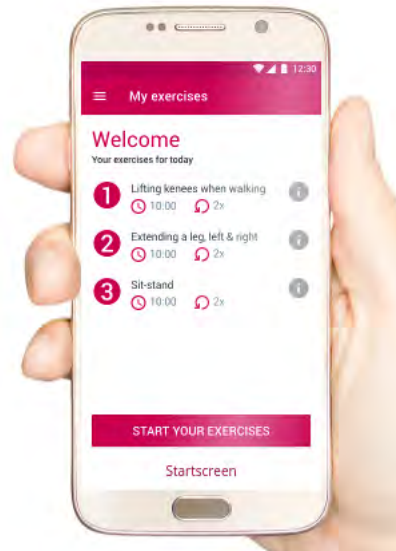 12:30
My exercises
Welcome
Your exercises for today
1 Lifting kenees when walking
10:00 2x
2 Extending a leg, left & right
10:00 2x
3 Sit-stand
10:00 2x
START YOUR EXERCISES
Startscreen